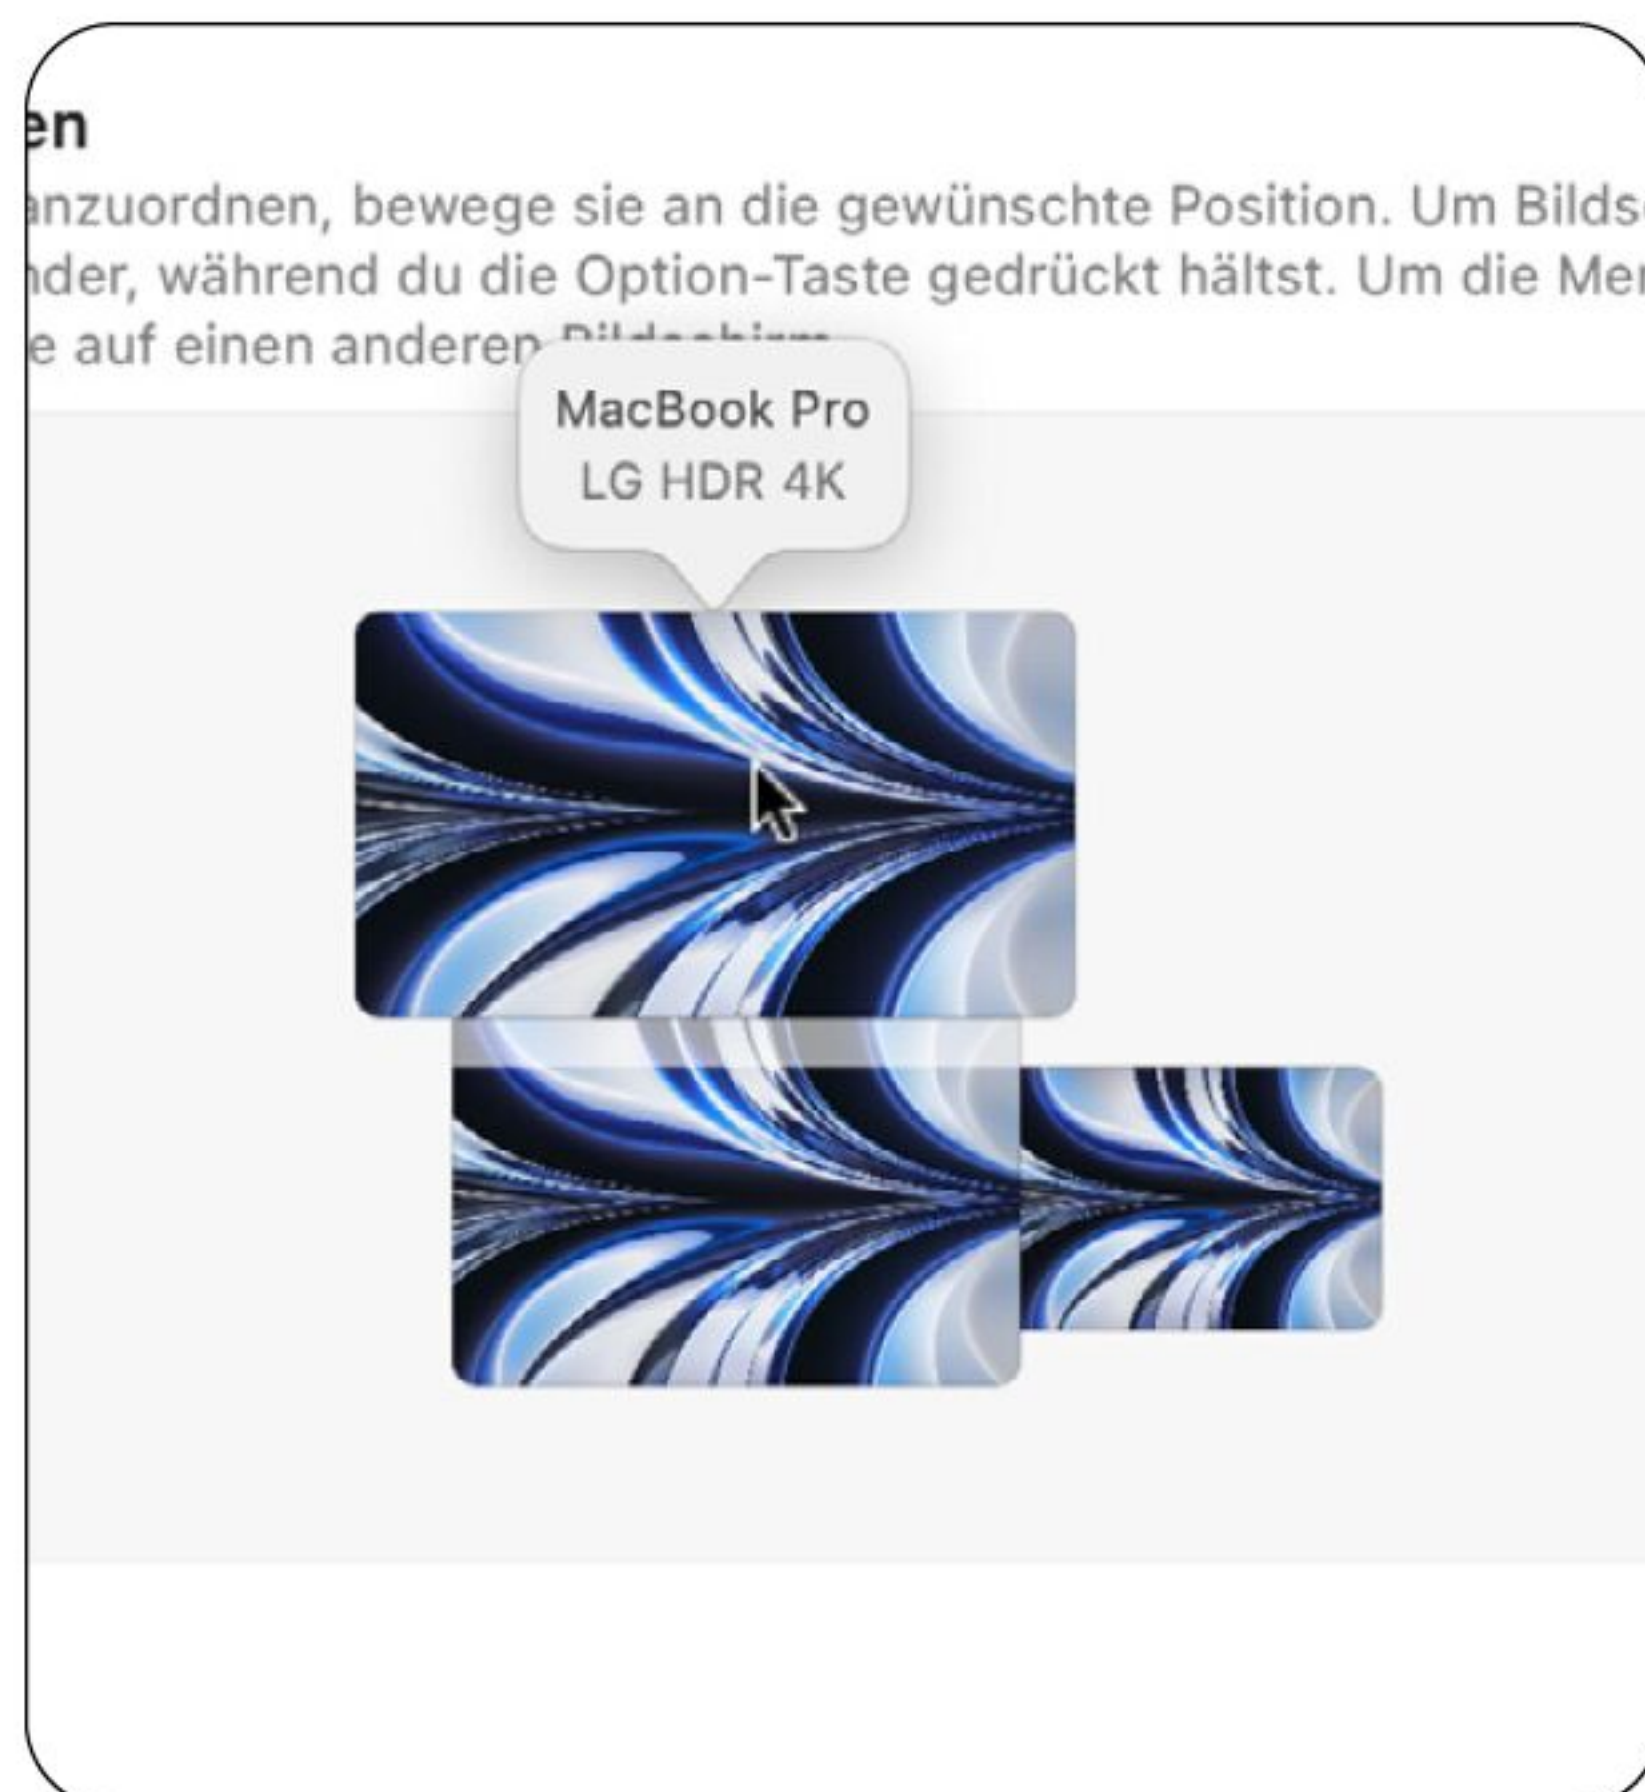 en
anzuordnen, bewege sie an die gewünschte Position. Um Bilds
nder, während du die Option-Taste gedrückt hältst. Um die Me
e auf einen anderen Bildschirm
MacBook Pro
LG HDR 4K